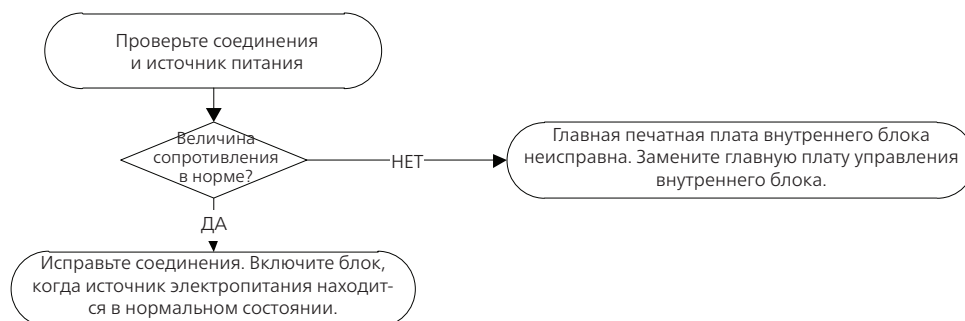 Проверьте соединения
и источник питания
Величина
сопротивления
в норме?
НЕТ
Главная печатная плата внутреннего блока
неисправна. Замените главную плату управления
внутреннего блока.
ДА
Исправьте соединения. Включите блок,
когда источник электропитания находит-
ся в нормальном состоянии.